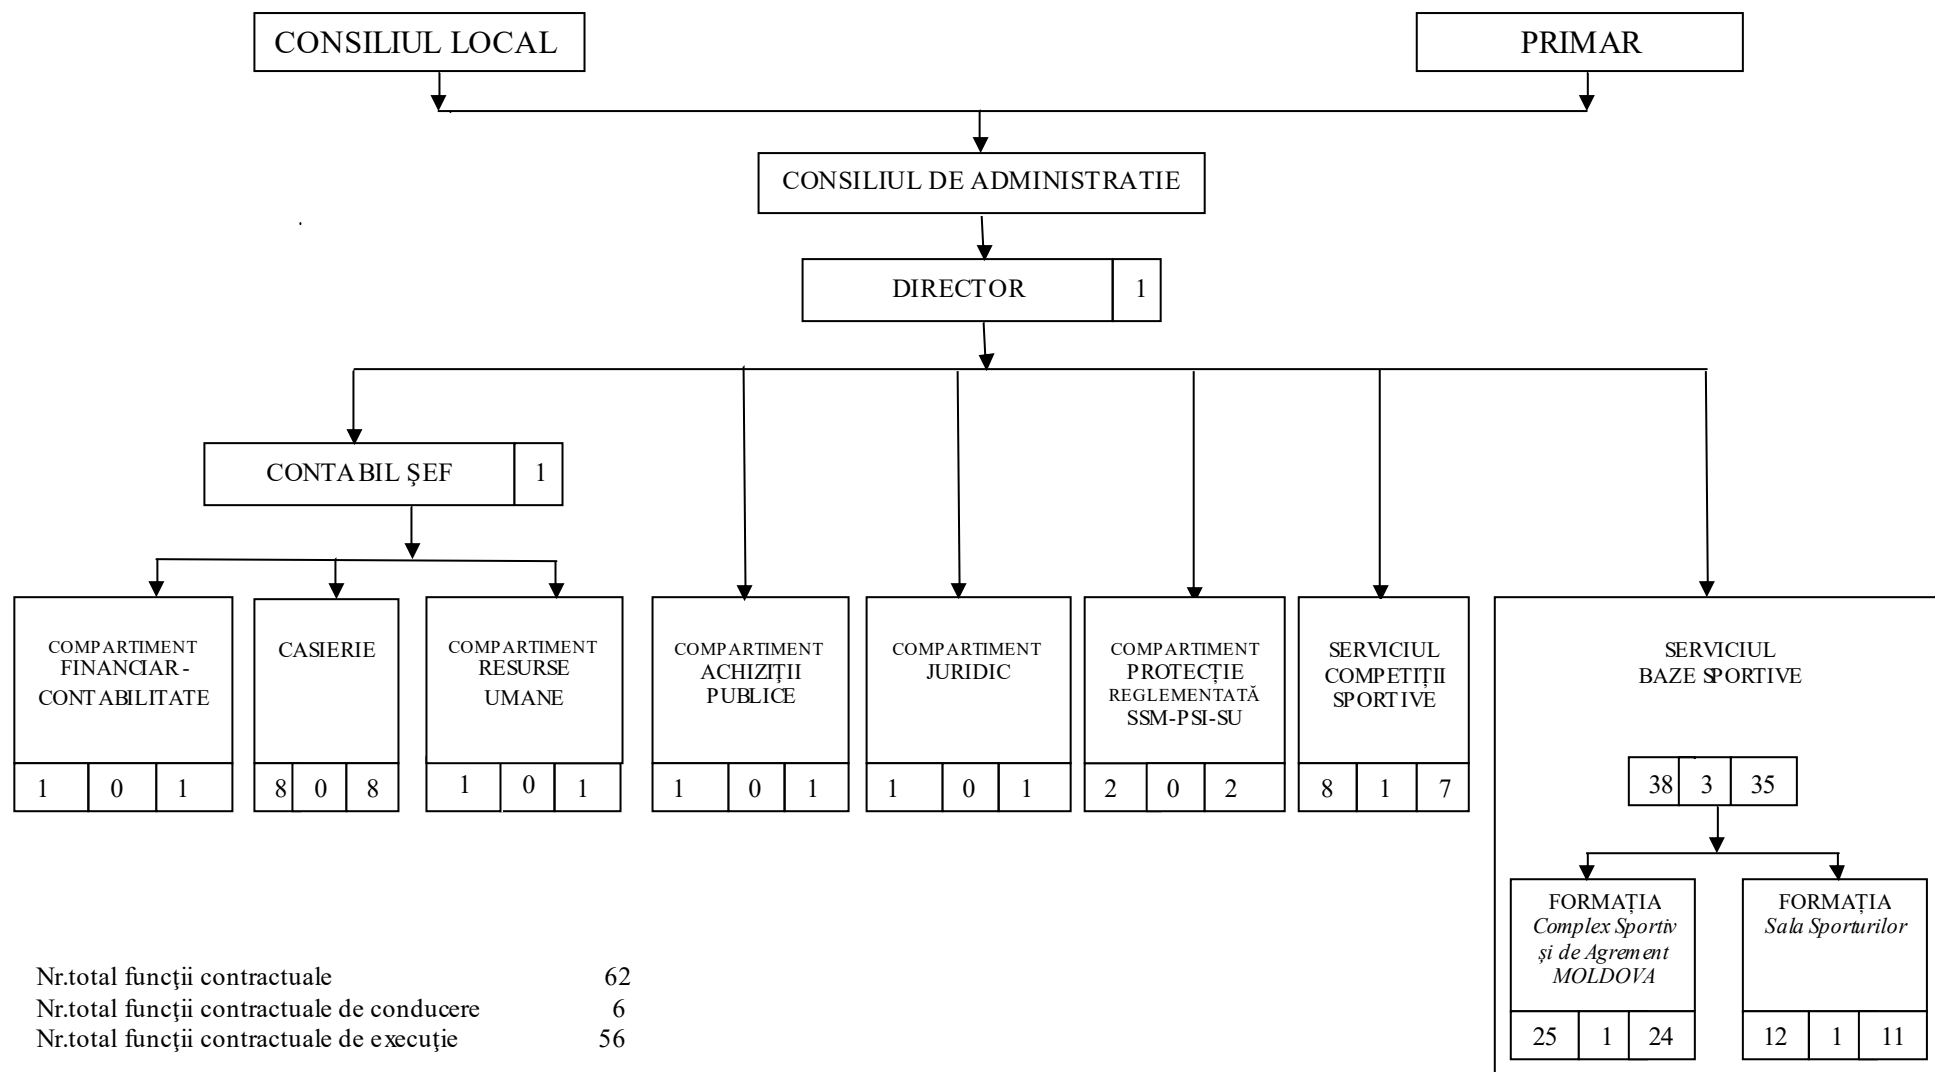 CONSILIUL LOCAL
PRIMAR
CONSILIUL DE ADMINISTRATIE
DIRECTOR 1
CONTABIL ŞEF 1
COMPARTIMENT
FINANCIAR-
CONTABILITATE
1 0 1
CASIERIE
8 0 8
COMPARTIMENT
RESURSE
UMANE
1 0 1
COMPARTIMENT
ACHIZIŢII
PUBLICE
1 0 1
COMPARTIMENT
JURIDIC
1 0 1
COMPARTIMENT
PROTECȚIE
REGLEMENTATĂ
SSM-PSI-SU
2 0 2
SERVICIUL
COMPETIȚII
SPORTIVE
8 1 7
SERVICIUL
BAZE SPORTIVE
38 3 35
FORMAȚIA
Complex Sportiv
și de Agrement
MOLDOVA
25 1 24
FORMAȚIA
Sala Sporturilor
12 1 11
Nr.total funcţii contractuale 62
Nr.total funcţii contractuale de conducere 6
Nr.total funcţii contractuale de execuţie 56